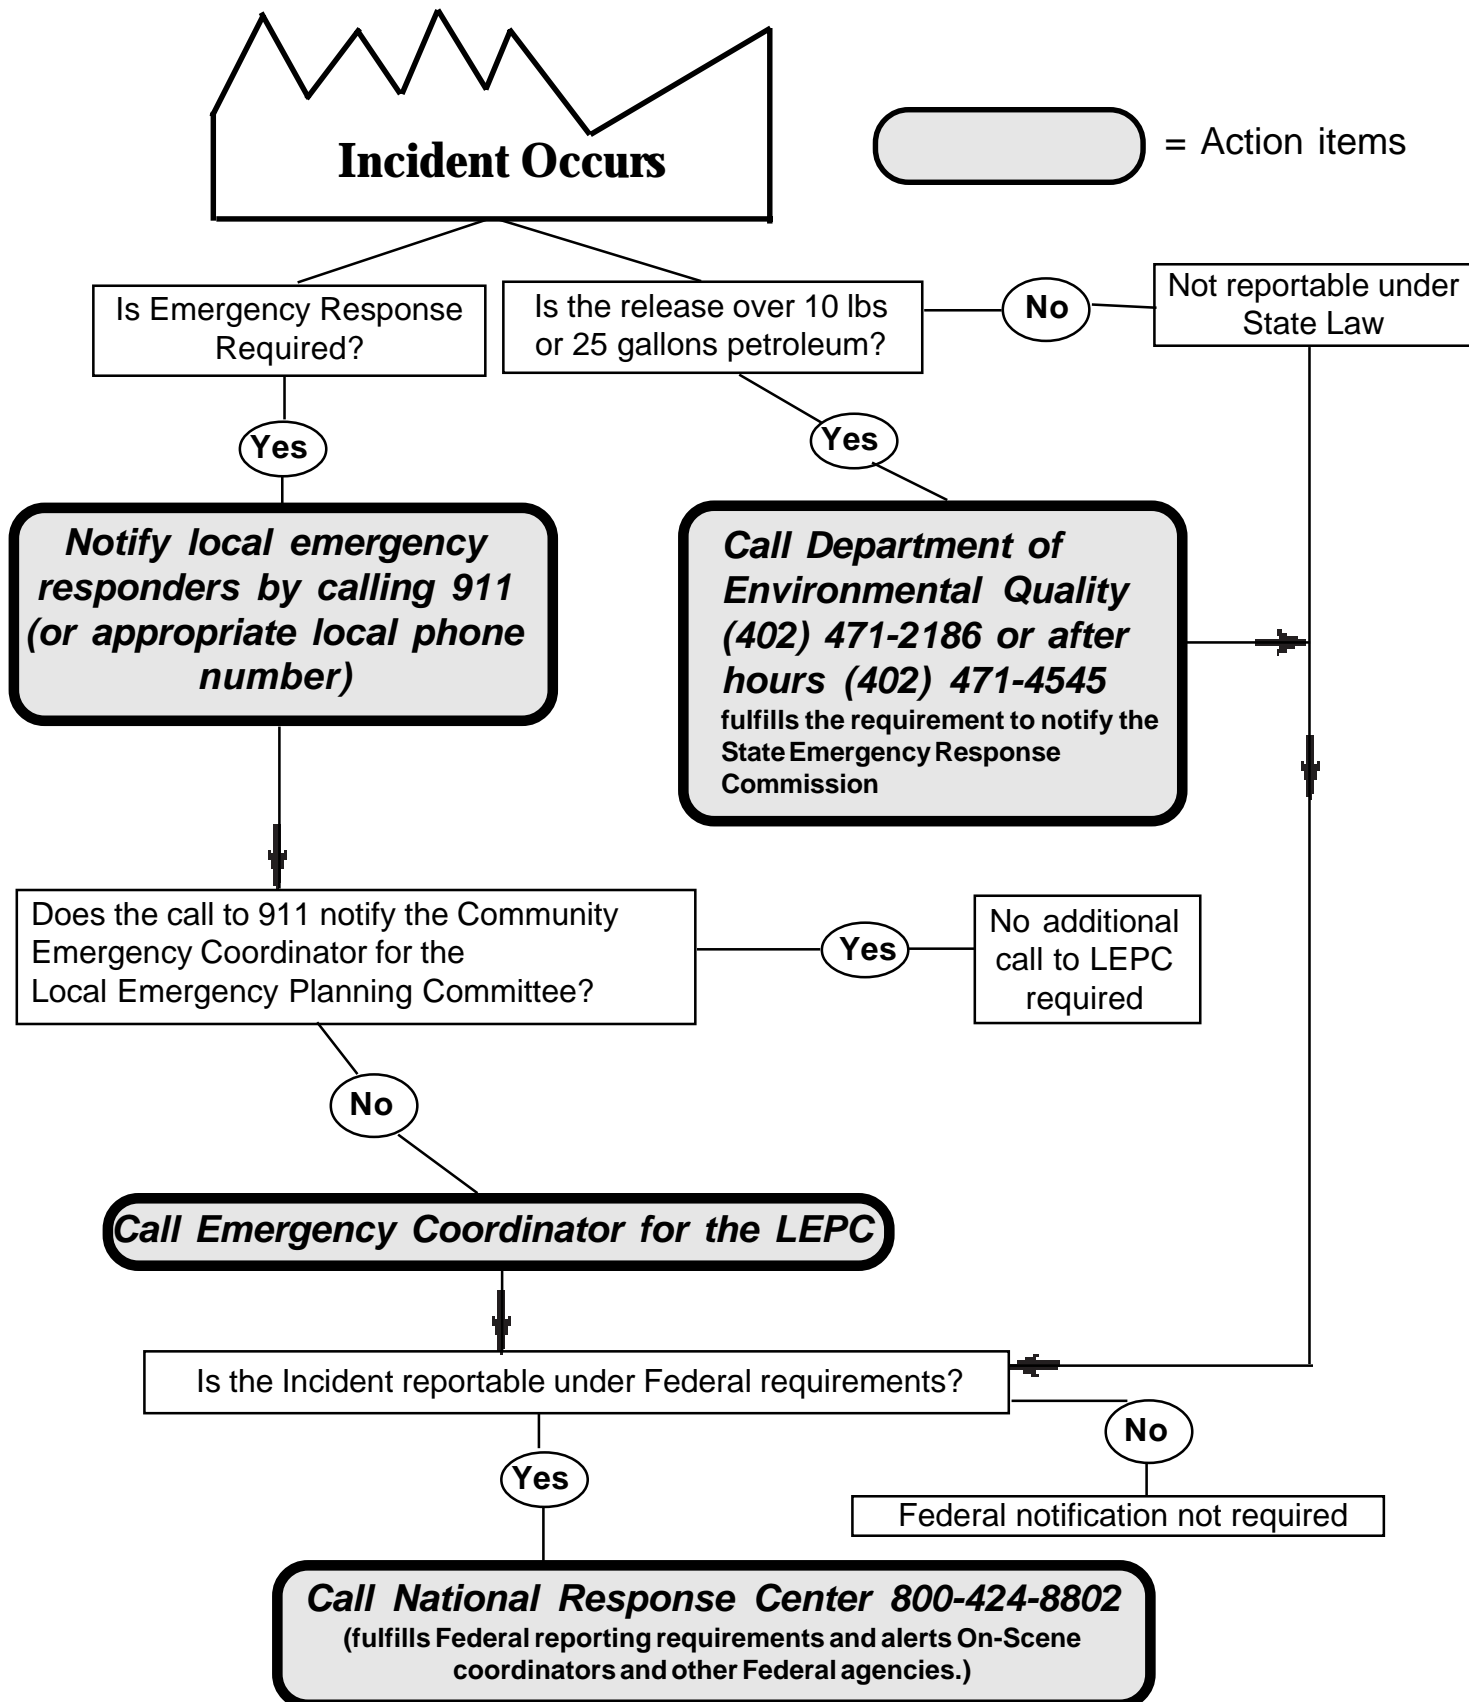 Incident Occurs
= Action items
Is Emergency Response
Required?
Is the release over 10 lbs
or 25 gallons petroleum?
No
Not reportable under
State Law
Yes
Yes
Notify local emergency
responders by calling 911
(or appropriate local phone
number)
Call Department of
Environmental Quality
(402) 471-2186 or after
hours (402) 471-4545
fulfills the requirement to notify the
State Emergency Response
Commission
Does the call to 911 notify the Community
Emergency Coordinator for the
Local Emergency Planning Committee?
Yes
No additional
call to LEPC
required
No
Call Emergency Coordinator for the LEPC
Is the Incident reportable under Federal requirements?
No
Yes
Federal notification not required
Call National Response Center 800-424-8802
(fulfills Federal reporting requirements and alerts On-Scene
coordinators and other Federal agencies.)